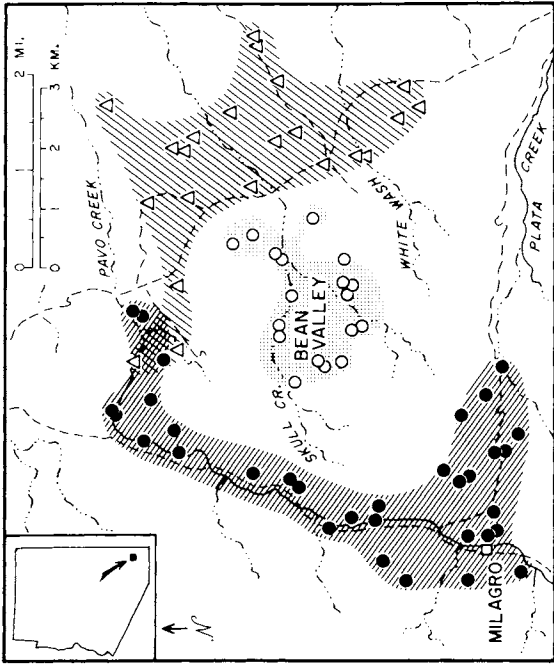 2 MI.
3 KM.
0
1
2
0
1
PAVO CREEK
WHITE WASH
BEAN
VALLEY
SKULL CR.
PLATA
CREEK
MILAGRO
N